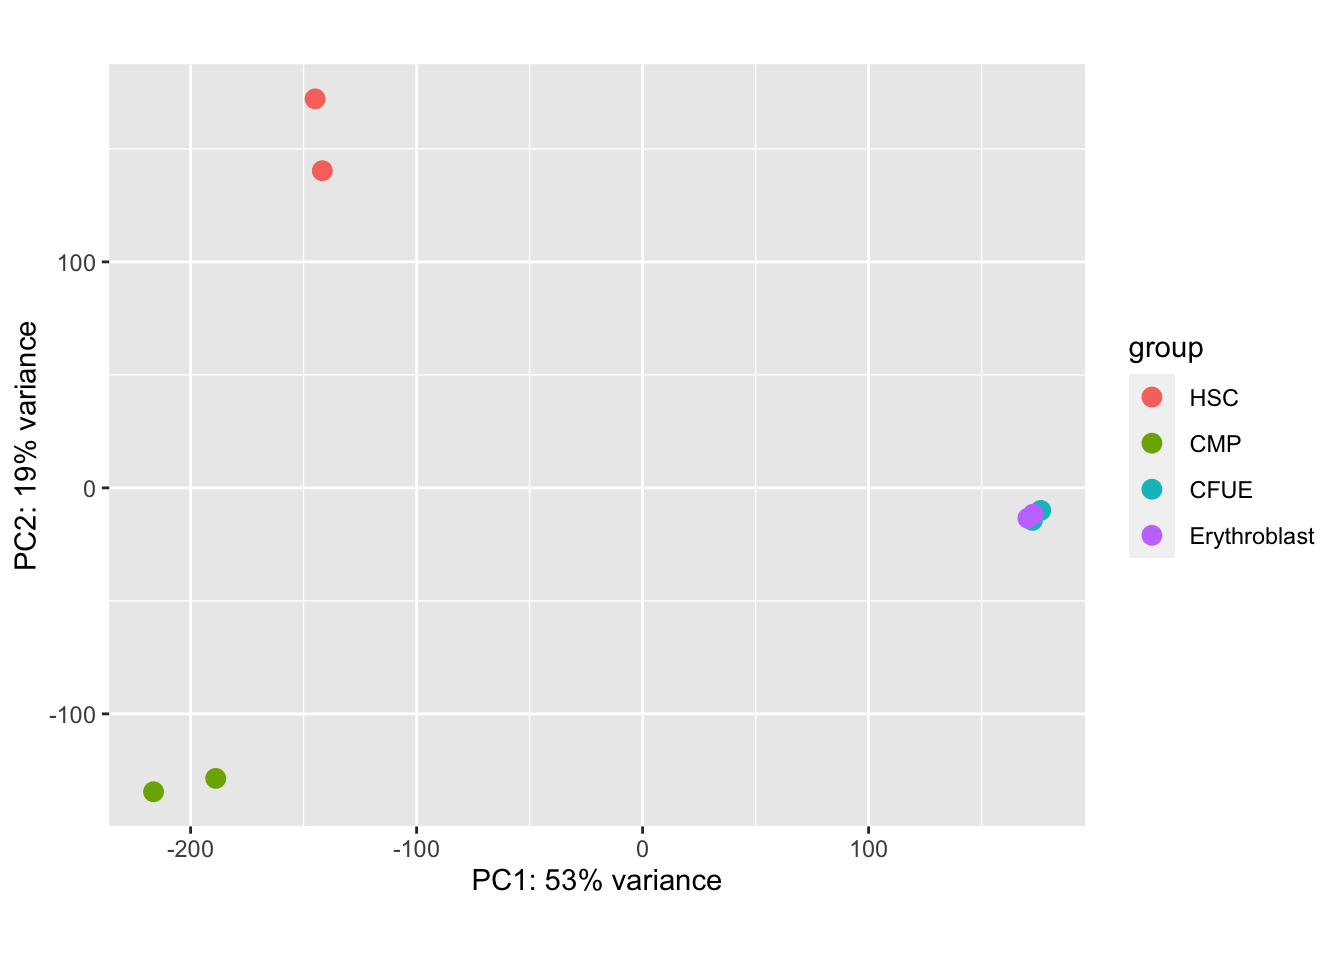 100
0
-100
PC2: 19% variance
-200
-100
0
100
PC1: 53% variance
group
HSC
CMP
CFUE
Erythroblast